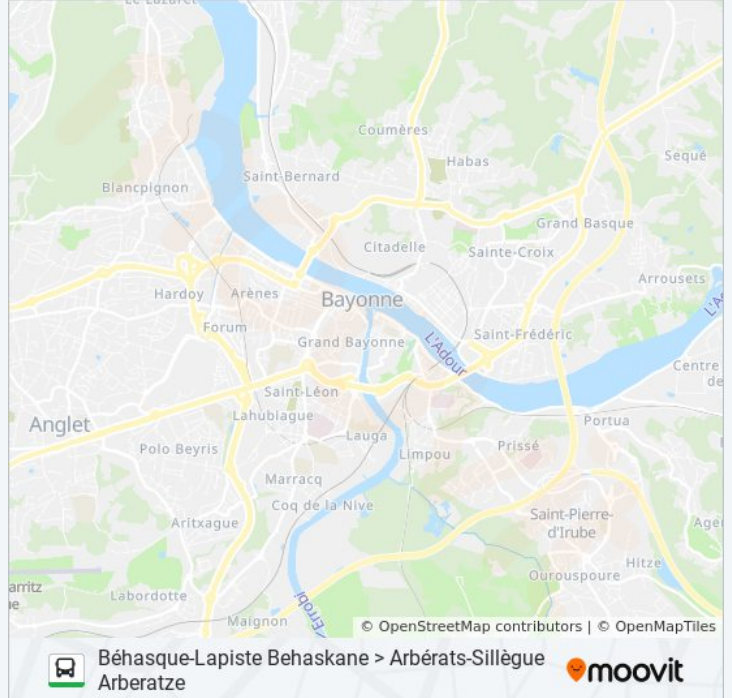 Le Lazaret
Coumères
Habas
Sequé
Saint-Bernard
Blancpignon
Grand Basque
Citadelle
Sainte-Croix
Arrousets
Hardoy
Arènes
Bayonne
L'A
Forum
Grand Bayonne
L'Adour
Saint-Frédéric
Centre
de
Saint-Léon
Anglet
Lahubiague
Portua
Lauga
Polo Beyris
Limpou
Prissé
Marracq
Coq de la Nive
Saint-Pierre-
d'Irube
Aritxague
Age
Hitze
arritz
Ourouspoure
Labordotte
L'Errobi
Maignon
© OpenStreetMap contributors | © OpenMapTiles
Béhasque-Lapiste Behaskane > Arbérats-Sillègue
Arberatze
moovit